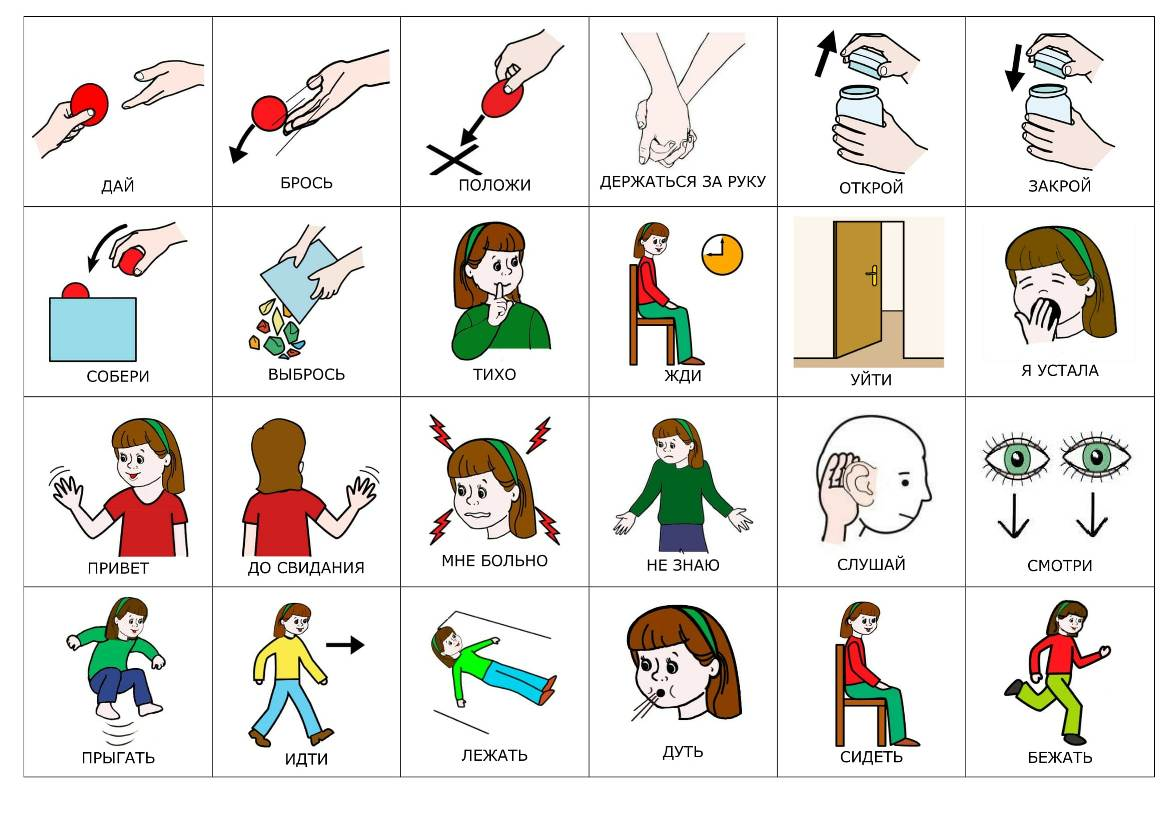 ДАЙ
БРОСЬ
ПОЛОЖИ
ДЕРЖАТЬСЯ ЗА РУКУ
ОТКРОЙ
ЗАКРОЙ
СОБЕРИ
ВЫБРОСЬ
ТИХО
ЖДИ
УЙТИ
Я УСТАЛА
ПРИВЕТ
ДО СВИДАНИЯ
МНЕ БОЛЬНО
НЕ ЗНАЮ
СЛУШАЙ
СМОТРИ
ПРЫГАТЬ
ИДТИ
ЛЕЖАТЬ
ДУТЬ
СИДЕТЬ
БЕЖАТЬ